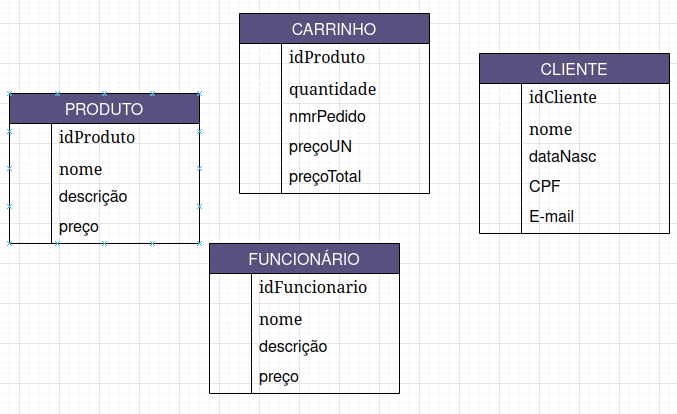 CARRINHO
idProduto
quantidade
nmrPedido
preçoUN
preçoTotal
CLIENTE
idCliente
nome
dataNasc
CPF
E-mail
PRODUTO
idProduto
nome
descrição
preço
FUNCIONÁRIO
idFuncionario
nome
descrição
preço